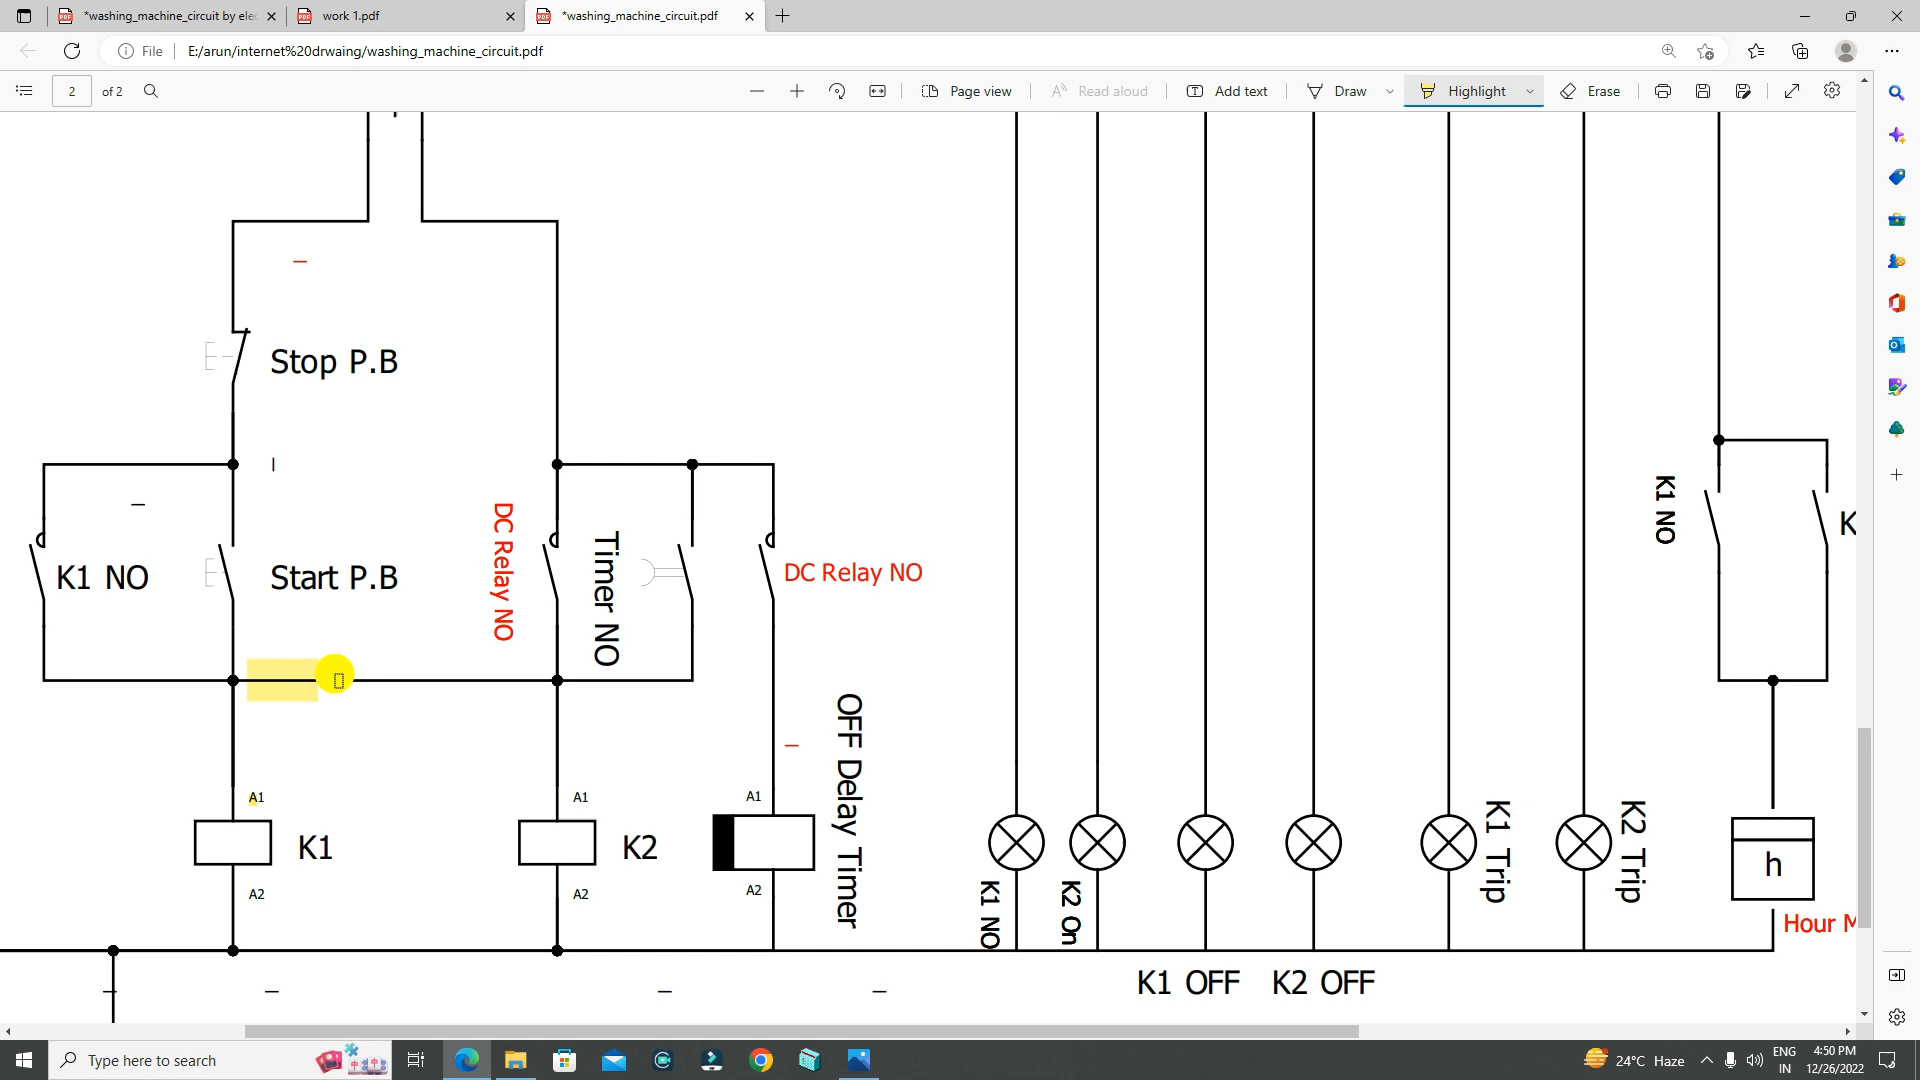 *washing_machine_circuit by ele
work 1.pdf
*washing_machine_circuit.pdf
File
E:/arun/internet%20drwaing/washing_machine_circuit.pdf
2
of 2
Page view
Read aloud
Add text
Draw
Highlight
Erase
Stop P.B
K1 NO
Start P.B
DC Relay NO
Timer NO
DC Relay NO
K1 NO
K
A1
A1
A1
K1
K2
OFF Delay Timer
A2
A2
A2
K1 NO
K2 On
K1 Trip
K2 Trip
h
Hour M
K1 OFF
K2 OFF
Type here to search
24°C Haze
ENG
IN
4:50 PM
12/26/2022